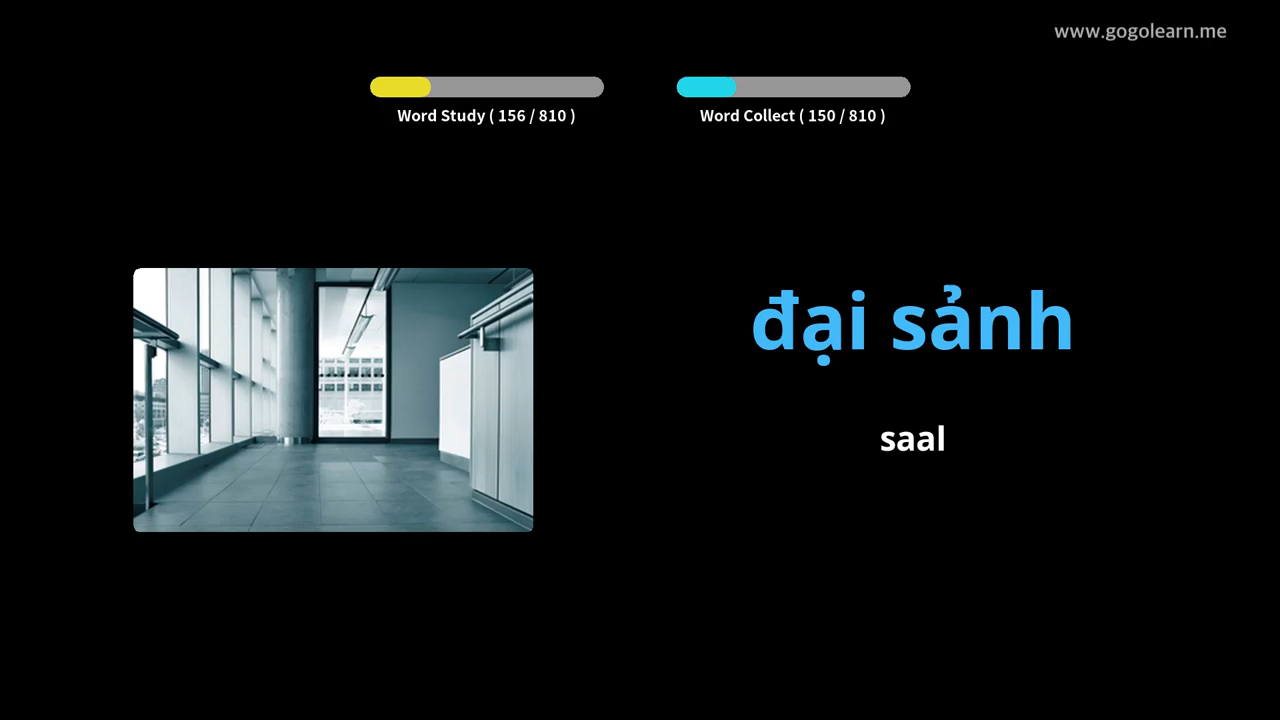 www.gogolearn.me
Word Study ( 156 / 810 )
Word Collect ( 150 / 810 )
đại sảnh
saal